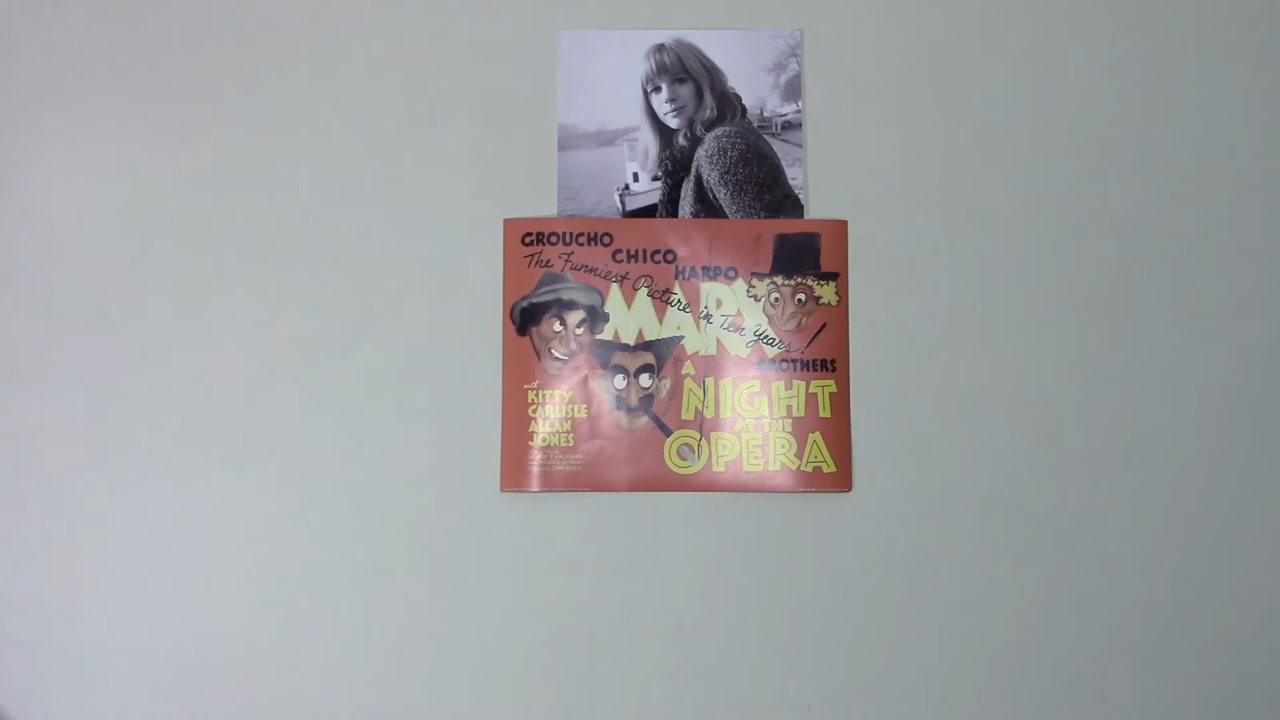 GROUCHO
CHICO
HARPO
The Funniest Picture in Ten Years!
MARX
BROTHERS
A
NIGHT
AT THE
OPERA
with
KITTY
CARLISLE
ALLAN
JONES